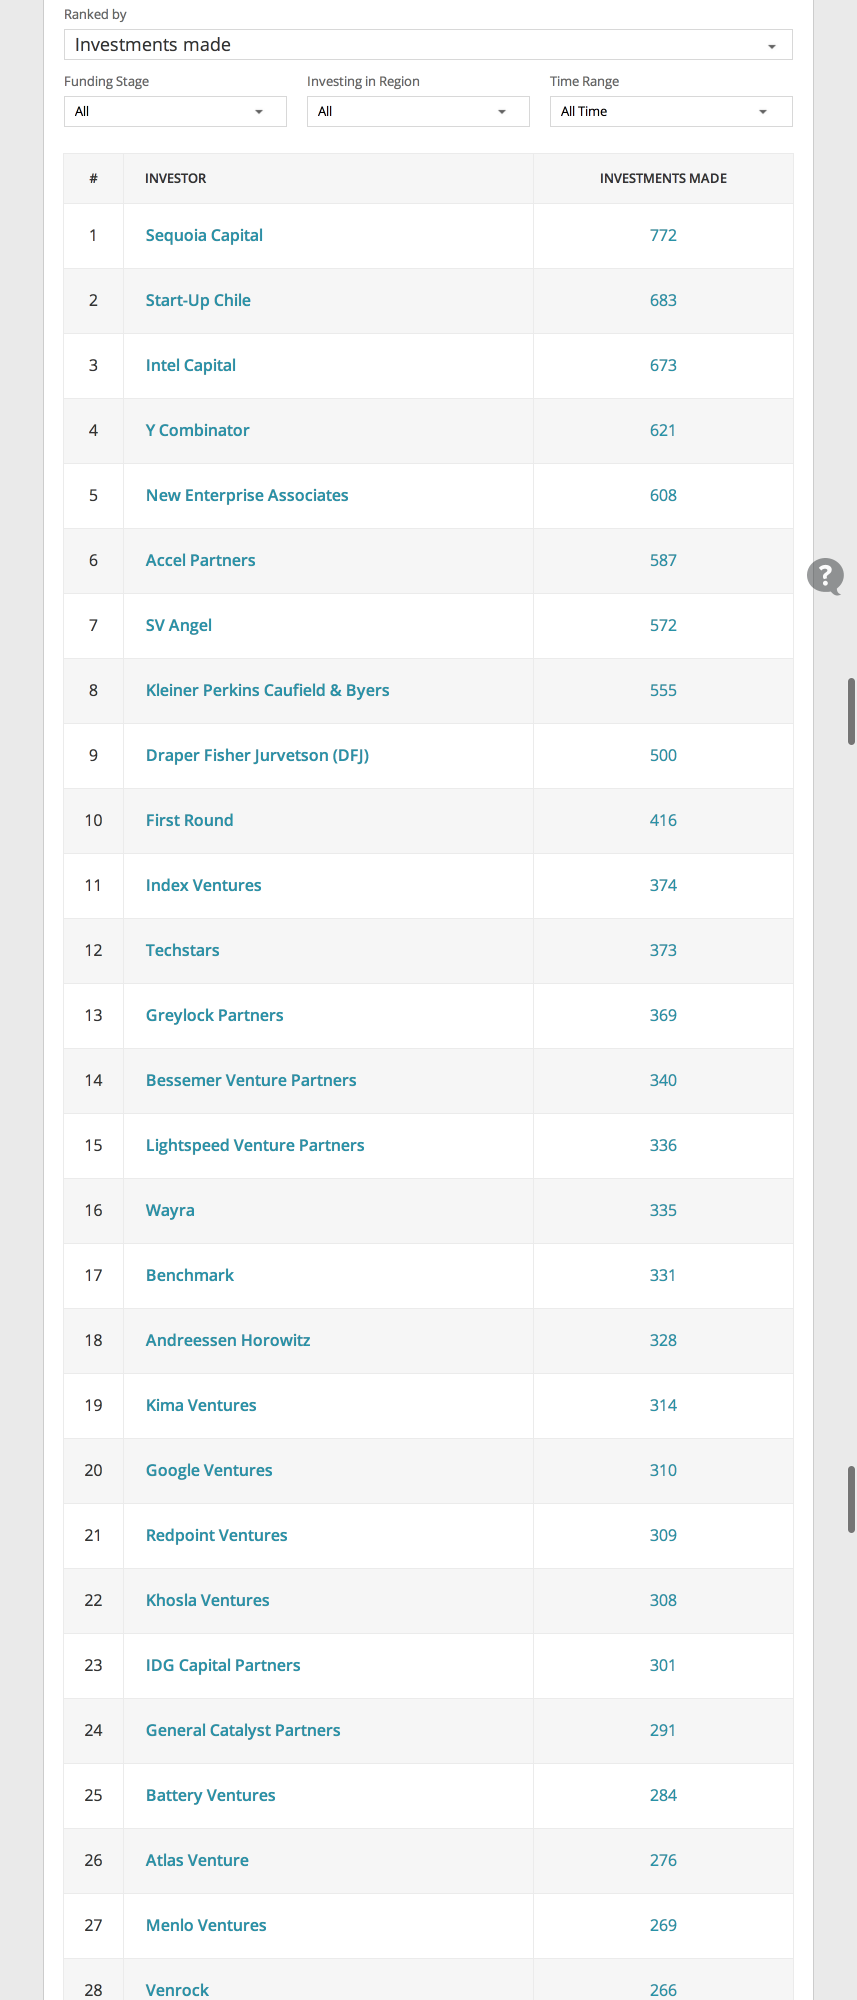 Ranked by
Investments made
Funding Stage Investing in Region Time Range
All All All Time
# INVESTOR INVESTMENTS MADE
1 Sequoia Capital 772
2 Start-Up Chile 683
3 Intel Capital 673
4 Y Combinator 621
5 New Enterprise Associates 608
6 Accel Partners 587
?
7 SV Angel 572
8 Kleiner Perkins Caufield & Byers 555
9 Draper Fisher Jurvetson (DFJ) 500
10 First Round 416
11 Index Ventures 374
12 Techstars 373
13 Greylock Partners 369
14 Bessemer Venture Partners 340
15 Lightspeed Venture Partners 336
16 Wayra 335
17 Benchmark 331
18 Andreessen Horowitz 328
19 Kima Ventures 314
20 Google Ventures 310
21 Redpoint Ventures 309
22 Khosla Ventures 308
23 IDG Capital Partners 301
24 General Catalyst Partners 291
25 Battery Ventures 284
26 Atlas Venture 276
27 Menlo Ventures 269
28 Venrock 266